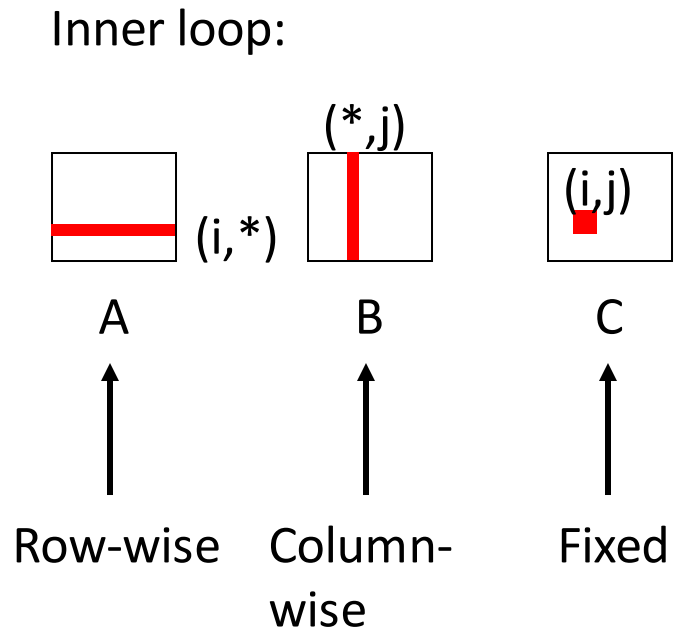 Inner loop:
(*,j)
(i,j)
(i,*)
A B C
Row-wise Column- Fixed
wise